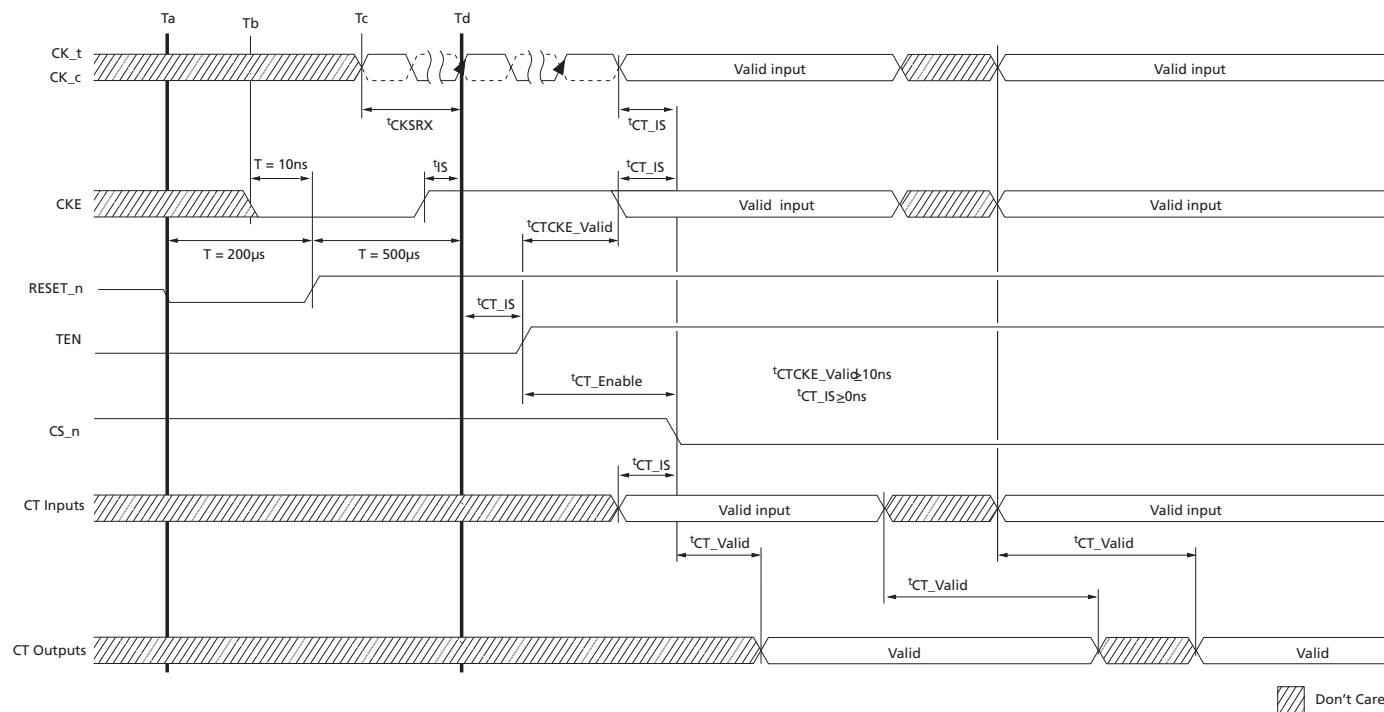 Ta
Tb
Tc
Td
CK_t
CK_c
Valid input
Valid input
tCKSRX
tCT_IS
T = 10ns
tIS
tCT_IS
CKE
Valid input
Valid input
tCTCKE_Valid
T = 200μs
T = 500μs
RESET_n
tCT_IS
TEN
tCT_Enable
tCTCKE_Valid≥10ns
tCT_IS≥0ns
CS_n
tCT_IS
CT Inputs
Valid input
Valid input
tCT_Valid
tCT_Valid
tCT_Valid
CT Outputs
Valid
Valid
Don't Care